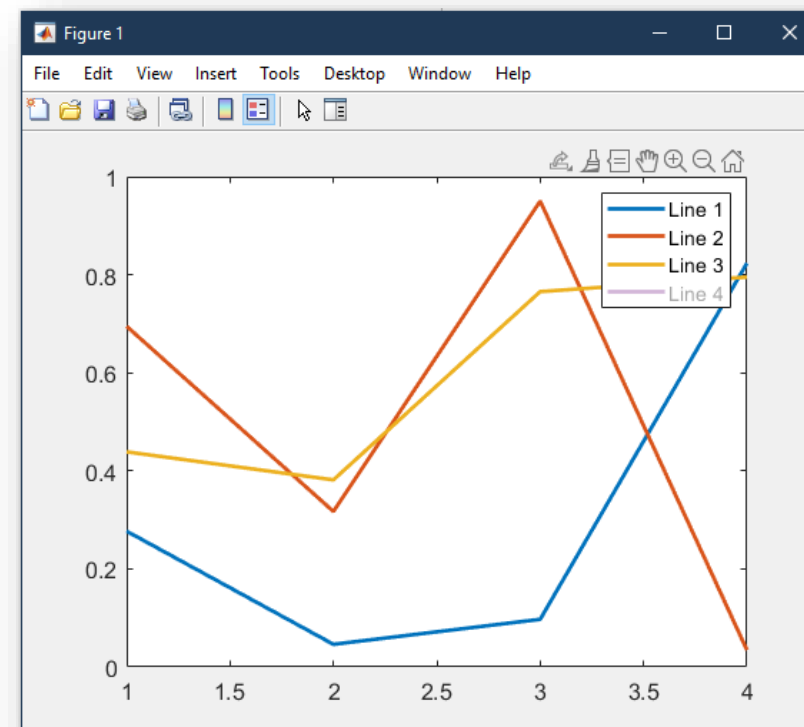 Figure 1
File Edit View Insert Tools Desktop Window Help
1
0.8
0.6
0.4
0.2
0
Line 1
Line 2
Line 3
Line 4
1 1.5 2 2.5 3 3.5 4